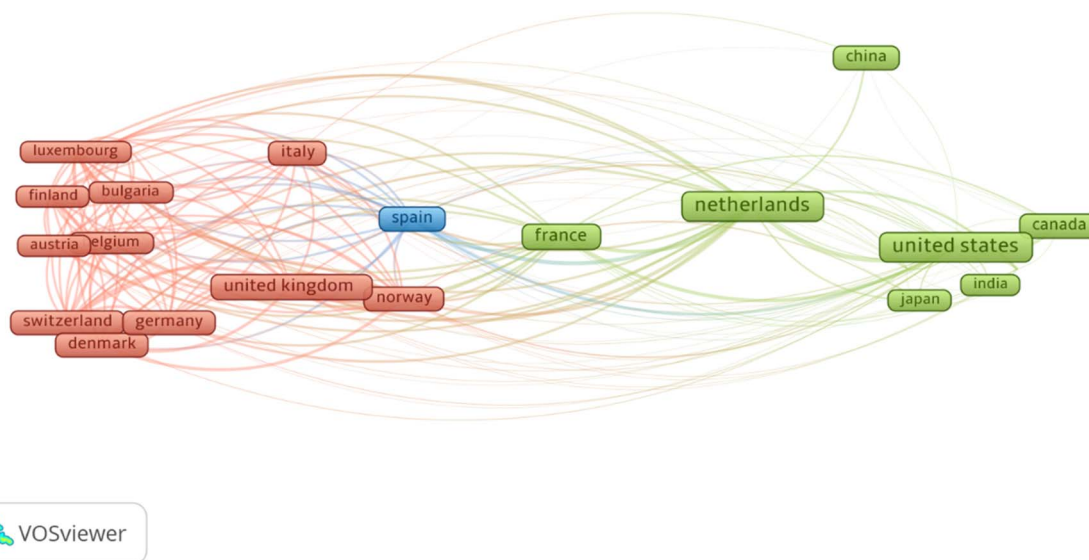 china
luxembourg
italy
finland
bulgaria
netherlands
spain
canada
france
austria
elgium
united states
united kingdom
india
norway
japan
switzerland
germany
denmark
VOSviewer